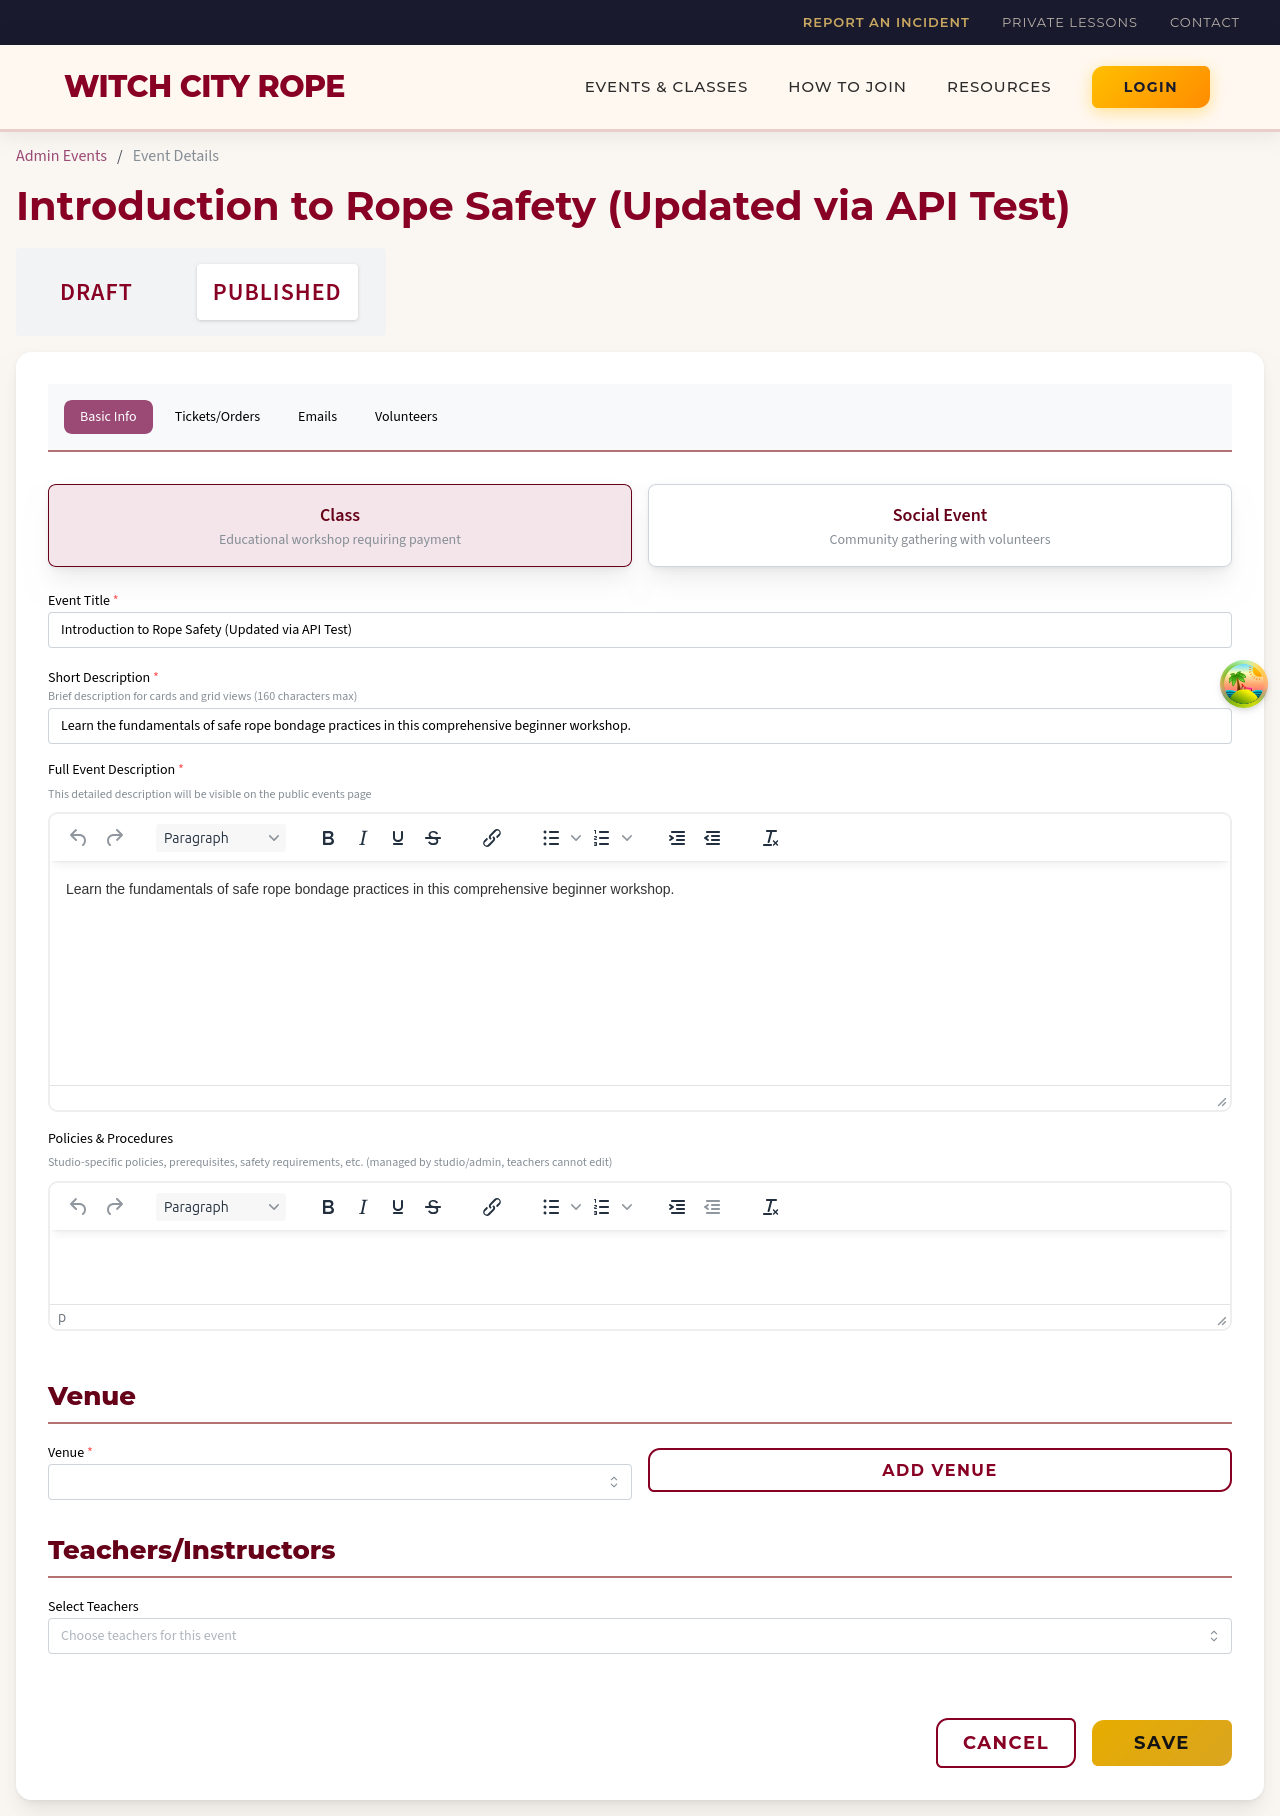 REPORT AN INCIDENT PRIVATE LESSONS CONTACT
WITCH CITY ROPE EVENTS & CLASSES HOW TO JOIN RESOURCES LOGIN
Admin Events / Event Details
Introduction to Rope Safety (Updated via API Test)
DRAFT PUBLISHED
Basic Info Tickets/Orders Emails Volunteers
Class
Educational workshop requiring payment
Social Event
Community gathering with volunteers
Event Title *
Introduction to Rope Safety (Updated via API Test)
Short Description *
Brief description for cards and grid views (160 characters max)
Learn the fundamentals of safe rope bondage practices in this comprehensive beginner workshop.
Full Event Description *
This detailed description will be visible on the public events page
Paragraph
Learn the fundamentals of safe rope bondage practices in this comprehensive beginner workshop.
Policies & Procedures
Studio-specific policies, prerequisites, safety requirements, etc. (managed by studio/admin, teachers cannot edit)
Paragraph
p
Venue
Venue *
ADD VENUE
Teachers/Instructors
Select Teachers
Choose teachers for this event
CANCEL SAVE